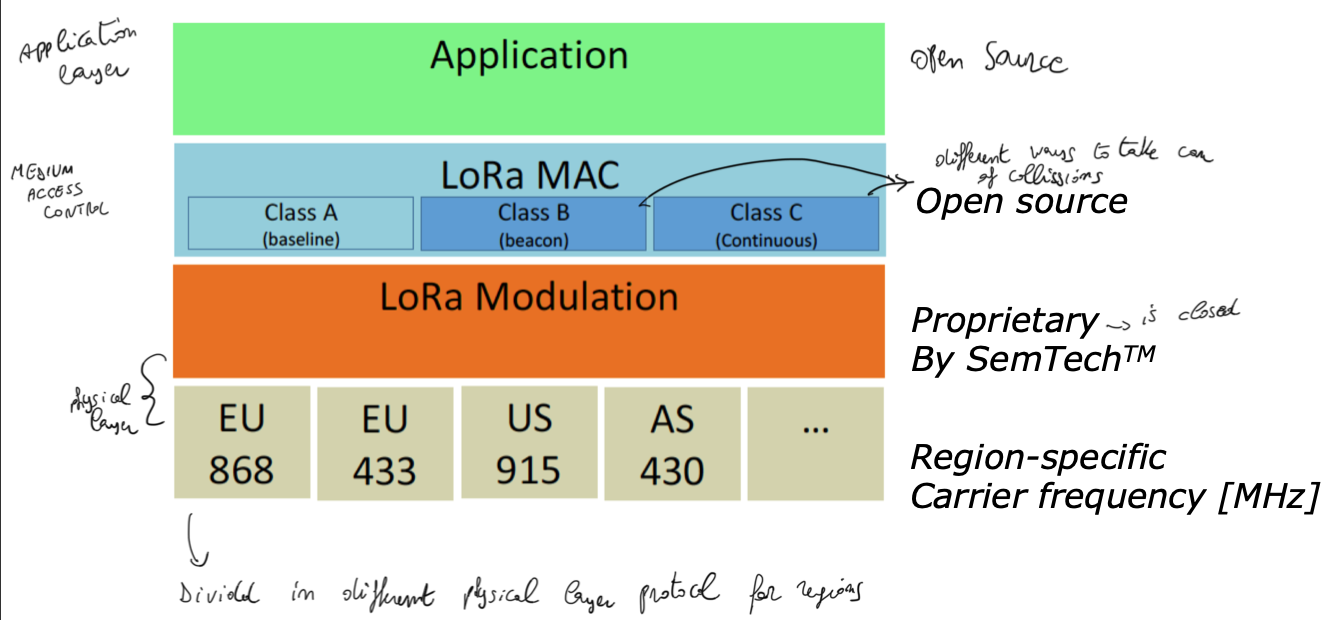 Application
Layer
Application
Open Source
MEDIUM
ACCESS
CONTROL
LoRa MAC
Class A
(baseline)
Class B
(beacon)
Class C
(Continuous)
different ways to take car
of collissions
Open source
LoRa Modulation
Proprietary → is closed
By SemTech™
physical
layer
EU
868
EU
433
US
915
AS
430
...
Region-specific
Carrier frequency [MHz]
Divided in different physical layer protocol for regions